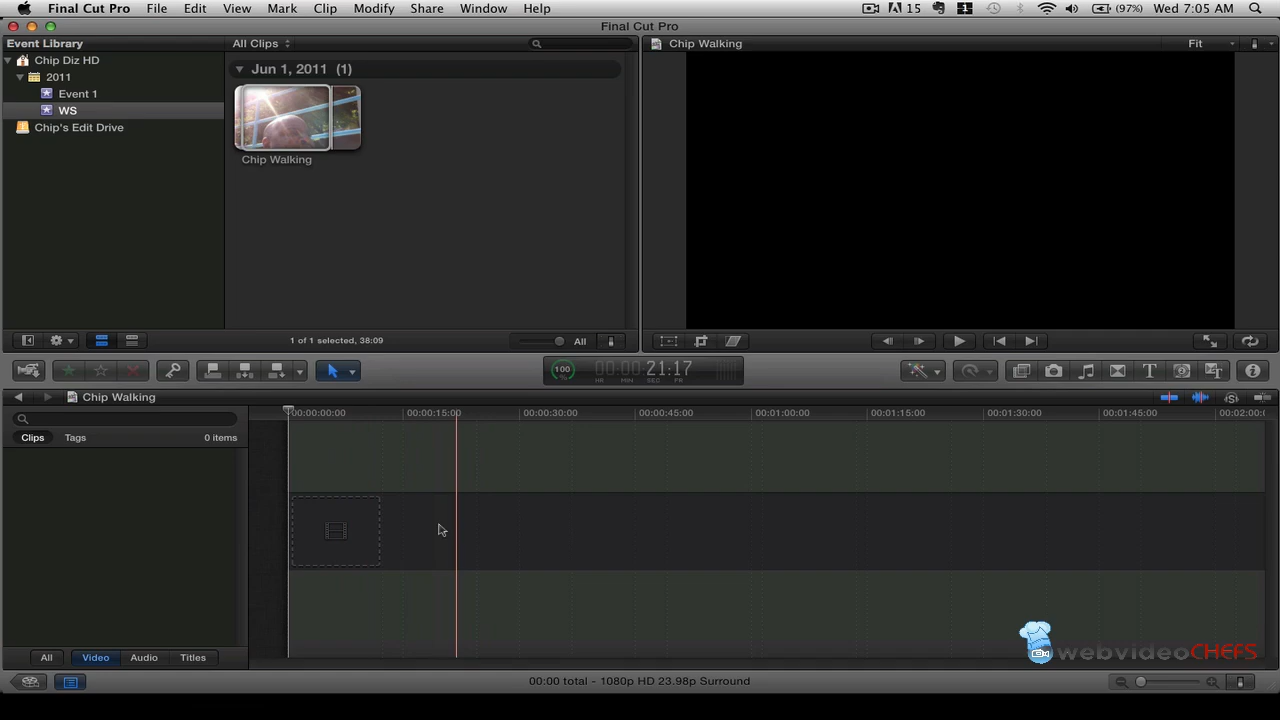 Final Cut Pro File Edit View Mark Clip Modify Share Window Help 15 1 (97%) Wed 7:05 AM
Final Cut Pro
Event Library All Clips Chip Walking Fit
Chip Diz HD
2011
Event 1
WS
Chip's Edit Drive
Jun 1, 2011 (1)
Chip Walking
1 of 1 selected, 38:09 All
100 00:00:21:17
HR MIN SEC FR
Chip Walking
00:00:00:00 00:00:15:00 00:00:30:00 00:00:45:00 00:01:00:00 00:01:15:00 00:01:30:00 00:01:45:00 00:02:00:
Clips Tags 0 items
webvideoCHEFS
All Video Audio Titles
00:00 total - 1080p HD 23.98p Surround